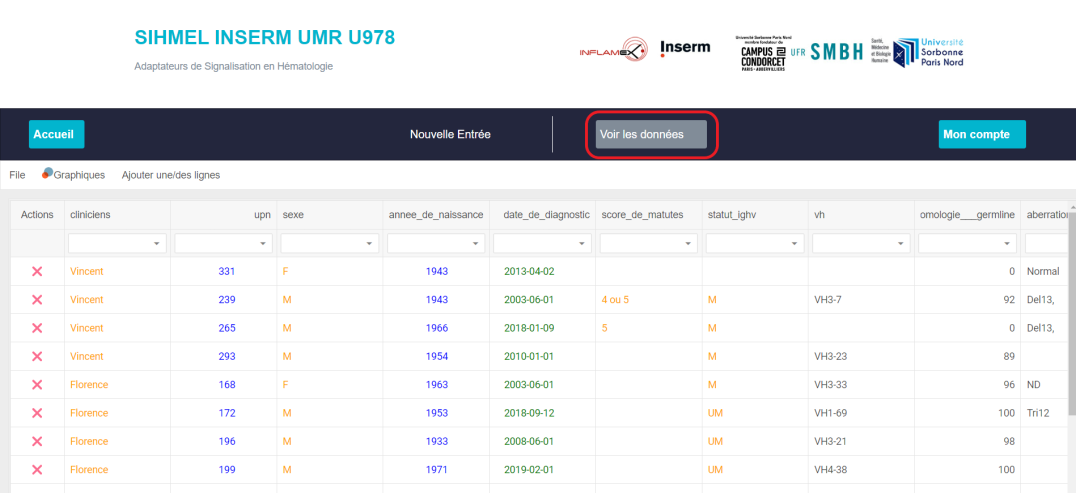 SIHMEL INSERM UMR U978
Adaptateurs de Signalisation en Hématologie
INFLAMEX
Inserm
Université Sorbonne Paris Nord
membre fondateur du
CAMPUS
CONDORCET
PARIS - AUBERVILLIERS
UFR SMBH
Santé,
Médecine
et Biologie
Humaine
Université
Sorbonne
Paris Nord
Accueil Nouvelle Entrée Voir les données Mon compte
File Graphiques Ajouter une/des lignes
Actions cliniciens upn sexe annee_de_naissance date_de_diagnostic score_de_matutes statut_ighv vh omologie___germline aberration
Vincent 331 F 1943 2013-04-02 0 Normal
Vincent 239 M 1943 2003-06-01 4 ou 5 M VH3-7 92 Del13,
Vincent 265 M 1966 2018-01-09 5 M 0 Del13,
Vincent 293 M 1954 2010-01-01 M VH3-23 89
Florence 168 F 1963 2003-06-01 M VH3-33 96 ND
Florence 172 M 1953 2018-09-12 UM VH1-69 100 Tri12
Florence 196 M 1933 2008-06-01 UM VH3-21 98
Florence 199 M 1971 2019-02-01 UM VH4-38 100